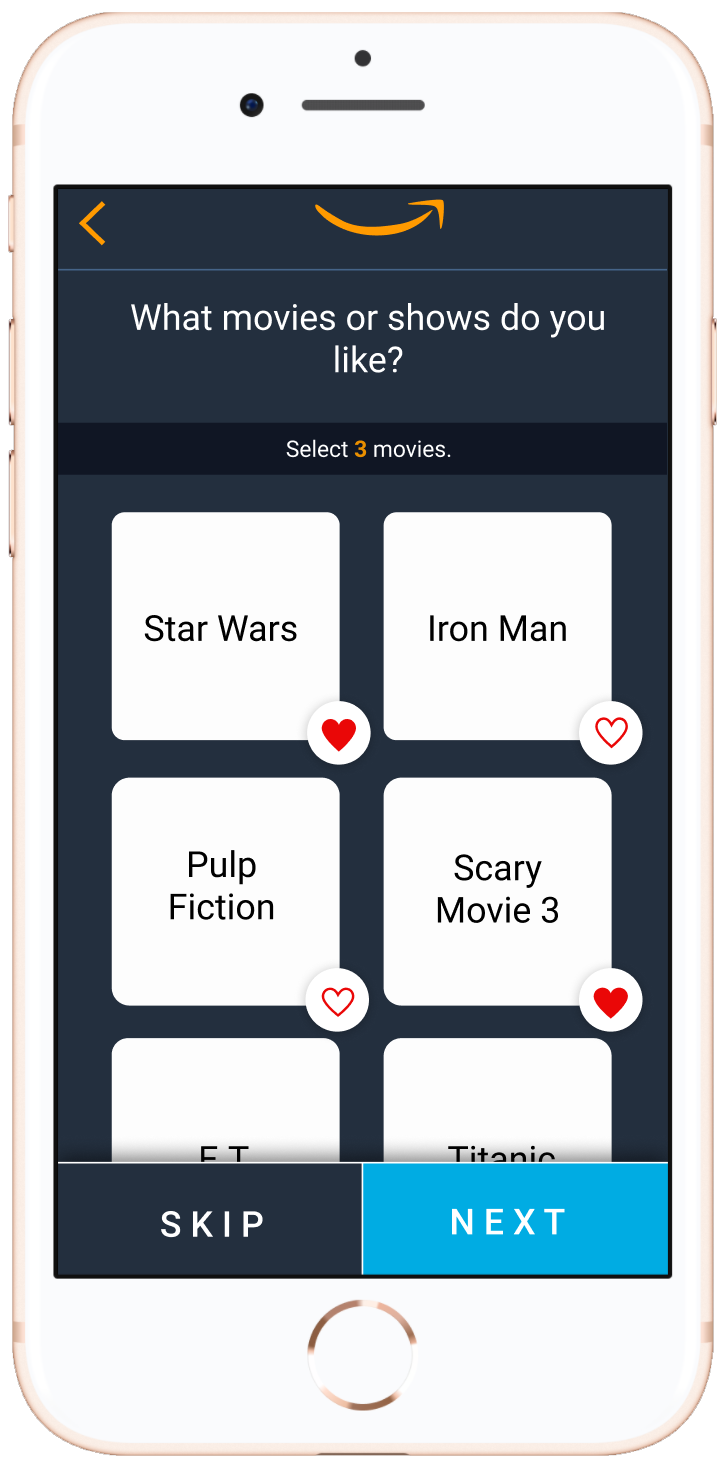 What movies or shows do you
like?
Select 3 movies.
Star Wars
Iron Man
Pulp
Fiction
Scary
Movie 3
E.T.
Titanic
SKIP
NEXT